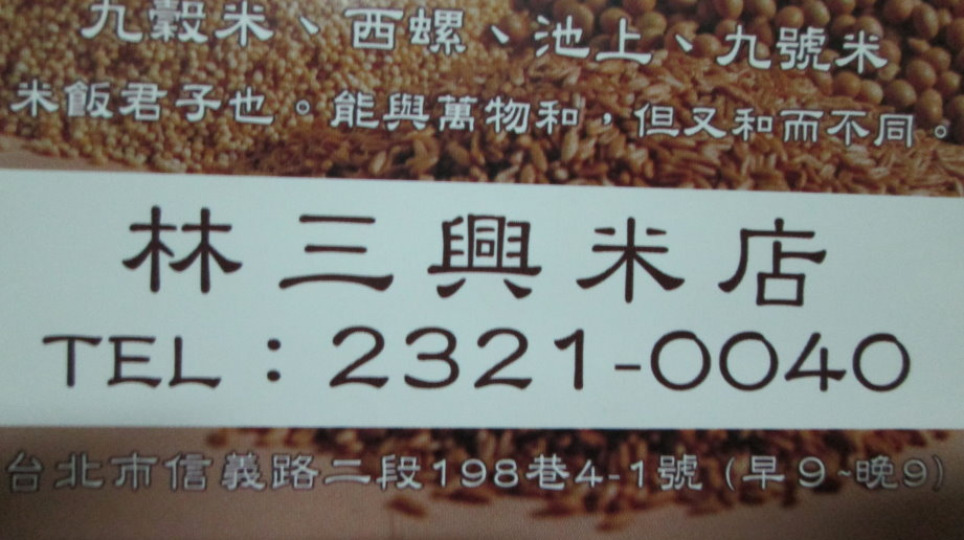 九穀米、西螺、池上、九號米
米飯君子也。能與萬物和，但又和而不同。
林三興米店
TEL：2321-0040
台北市信義路二段198巷4-1號 (早9~晚9)